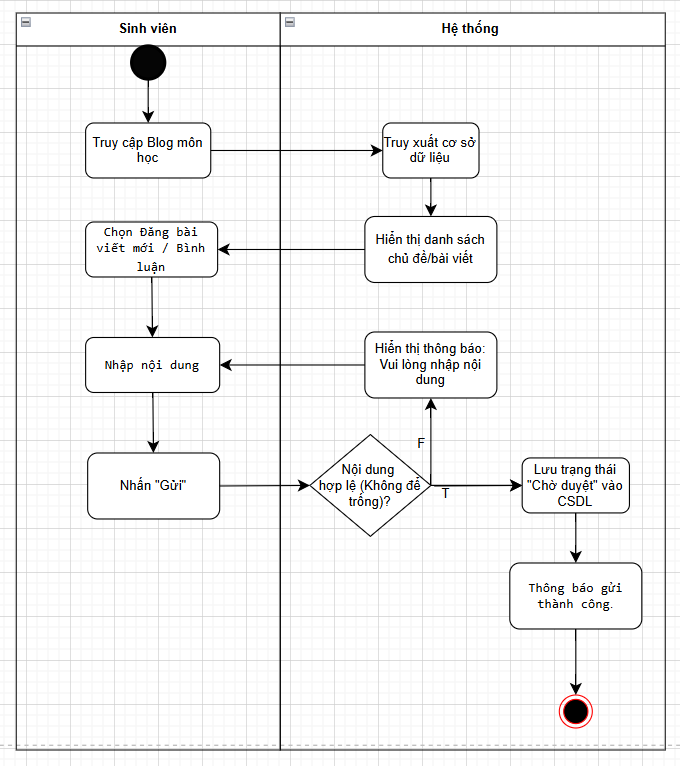 Sinh viên
Hệ thống
Truy cập Blog môn
học
Truy xuất cơ sở
dữ liệu
Hiển thị danh sách
chủ đề/bài viết
Chọn Đăng bài
viết mới / Bình
luận
Nhập nội dung
Hiển thị thông báo:
Vui lòng nhập nội
dung
F
Nhấn "Gửi"
Nội dung
hợp lệ (Không để
trống)?
T
Lưu trạng thái
"Chờ duyệt" vào
CSDL
Thông báo gửi
thành công.